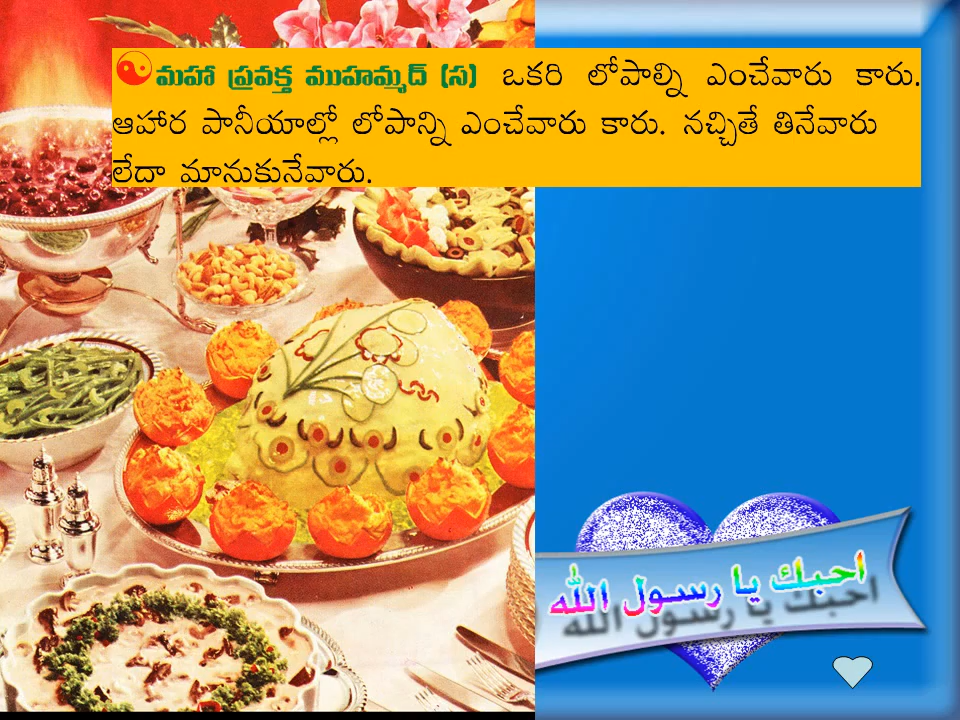 ☯మహా ప్రవక్త ముహమ్మద్ (స) ఒకరి లోపాల్ని ఎంచేవారు కారు.
ఆహార పానీయాల్లో లోపాన్ని ఎంచేవారు కారు. నచ్చితే తినేవారు
లేదా మానుకునేవారు.
احبك يا رسول الله